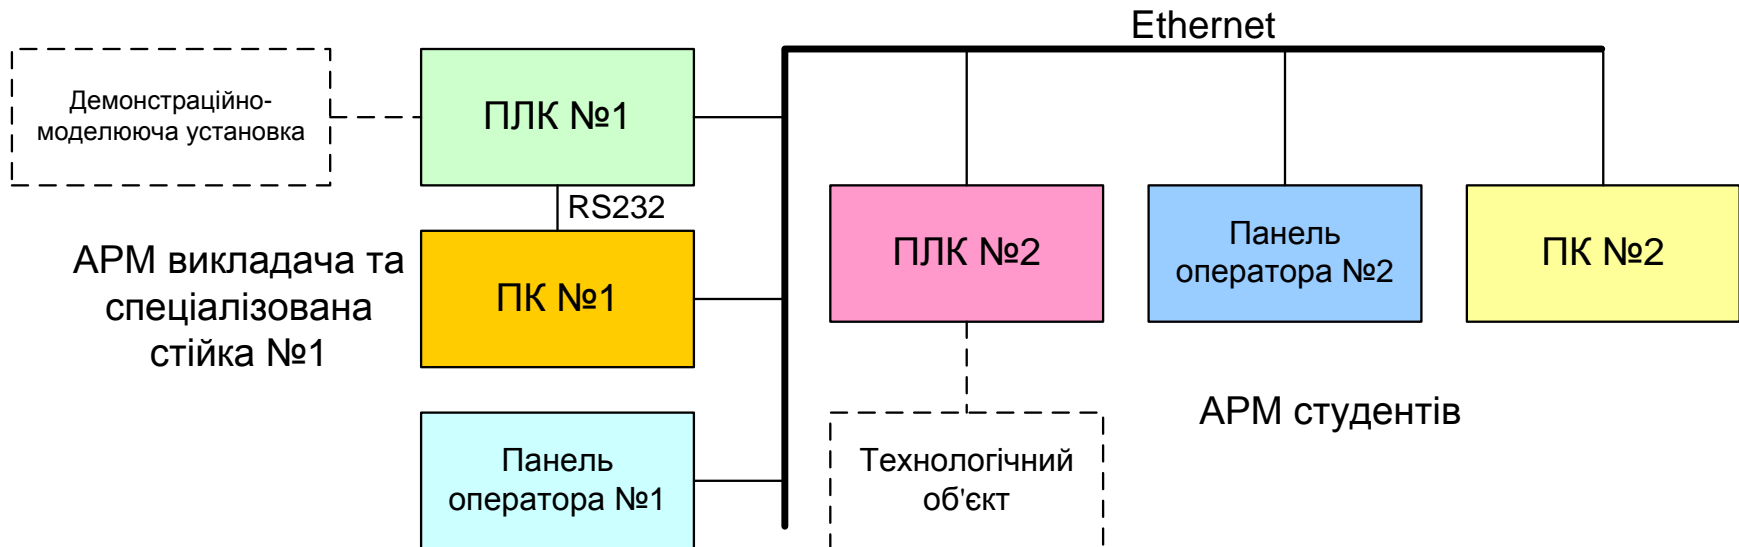 Ethernet
Демонстраційно-
моделююча установка
ПЛК №1
RS232
АРМ викладача та
спеціалізована
стійка №1
ПК №1
Панель
оператора №1
ПЛК №2
Панель
оператора №2
ПК №2
Технологічний
об'єкт
АРМ студентів